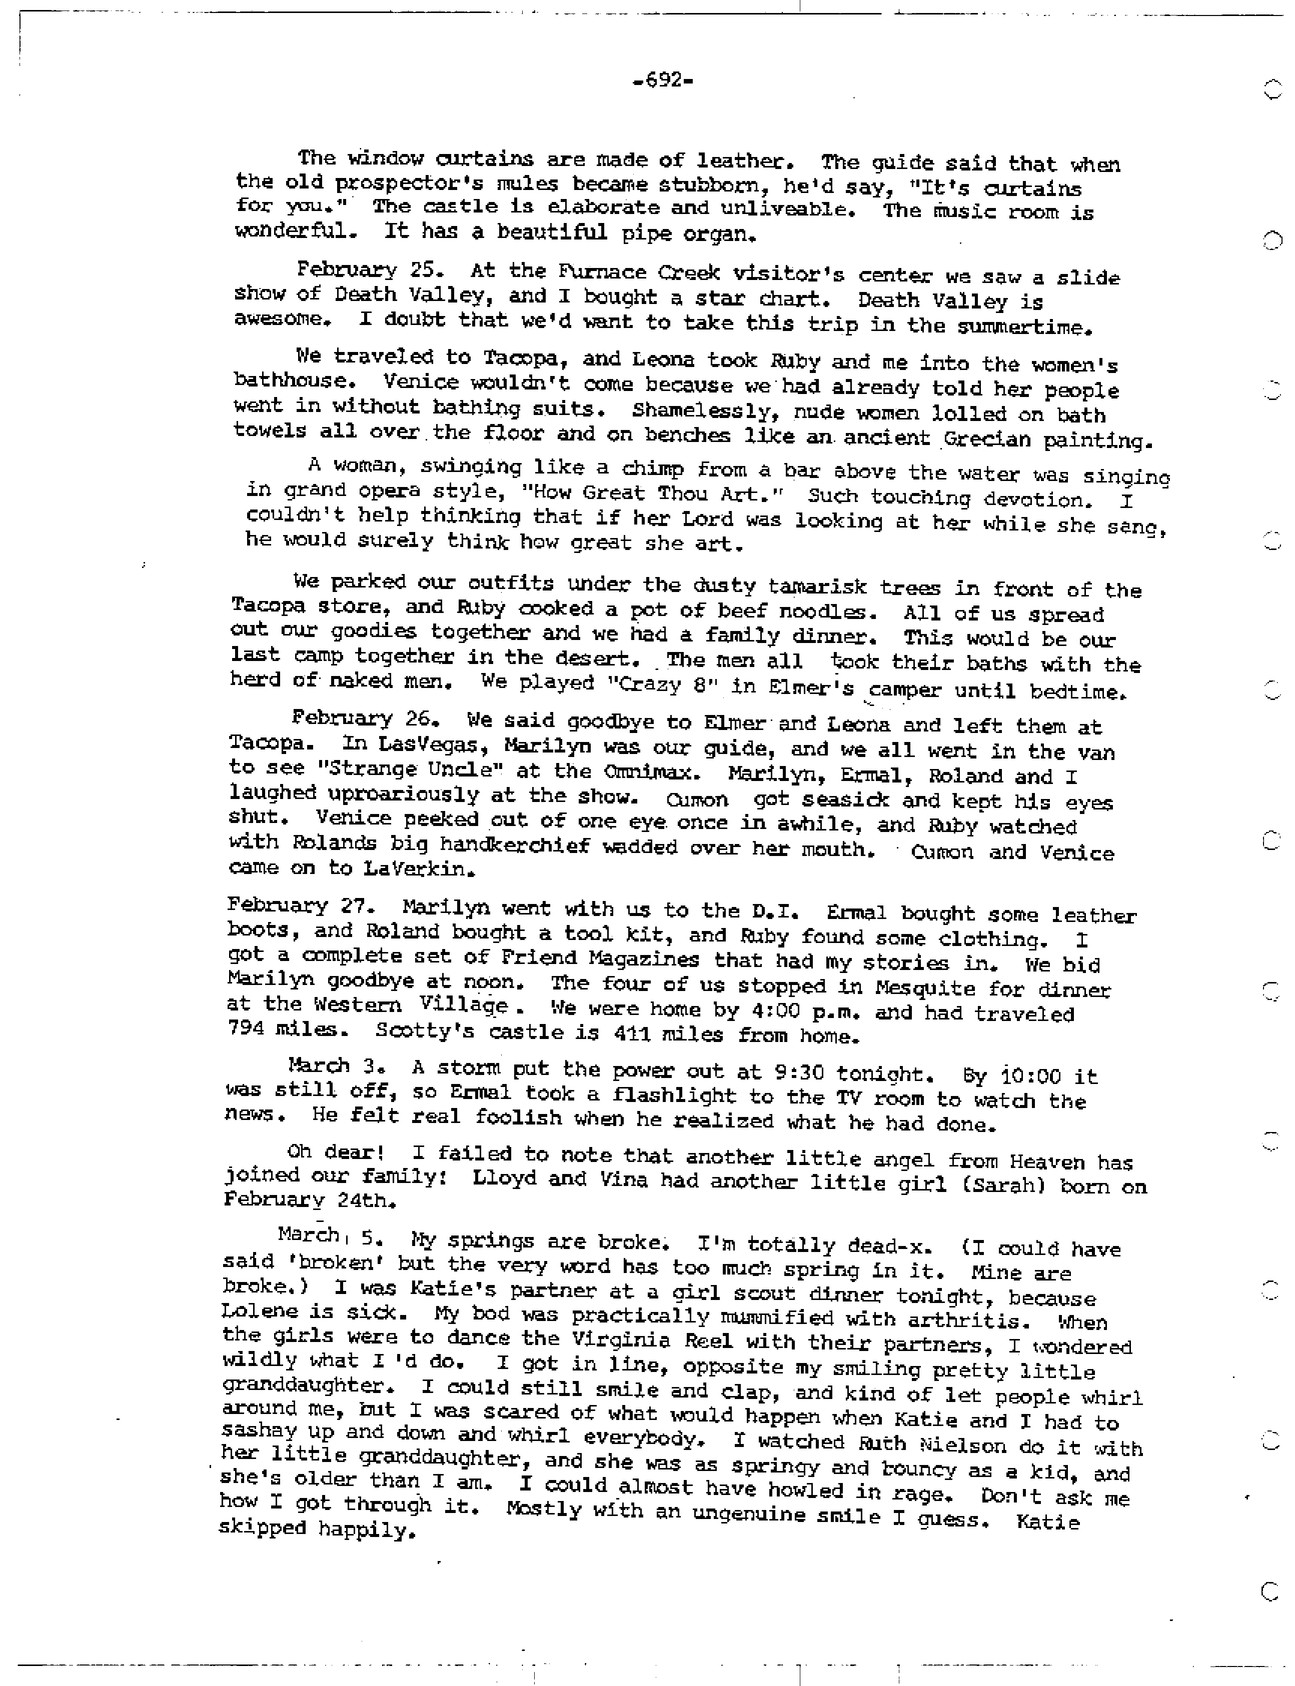 -692-
The window curtains are made of leather. The guide said that when
the old prospector's mules became stubborn, he'd say, "It's curtains
for you." The castle is elaborate and unliveable. The music room is
wonderful. It has a beautiful pipe organ.
February 25. At the Furnace Creek visitor's center we saw a slide
show of Death Valley, and I bought a star chart. Death Valley is
awesome. I doubt that we'd want to take this trip in the summertime.
We traveled to Tacopa, and Leona took Ruby and me into the women's
bathhouse. Venice wouldn't come because we had already told her people
went in without bathing suits. Shamelessly, nude women lolled on bath
towels all over the floor and on benches like an ancient Grecian painting.
A woman, swinging like a chimp from a bar above the water was singing
in grand opera style, "How Great Thou Art." Such touching devotion. I
couldn't help thinking that if her Lord was looking at her while she sang,
he would surely think how great she art.
We parked our outfits under the dusty tamarisk trees in front of the
Tacopa store, and Ruby cooked a pot of beef noodles. All of us spread
out our goodies together and we had a family dinner. This would be our
last camp together in the desert. The men all took their baths with the
herd of naked men. We played "Crazy 8" in Elmer's camper until bedtime.
February 26. We said goodbye to Elmer and Leona and left them at
Tacopa. In LasVegas, Marilyn was our guide, and we all went in the van
to see "Strange Uncle" at the Omnimax. Marilyn, Ermal, Roland and I
laughed uproariously at the show. Cumon got seasick and kept his eyes
shut. Venice peeked out of one eye once in awhile, and Ruby watched
with Rolands big handkerchief wadded over her mouth. Cumon and Venice
came on to LaVerkin.
February 27. Marilyn went with us to the D.I. Ermal bought some leather
boots, and Roland bought a tool kit, and Ruby found some clothing. I
got a complete set of Friend Magazines that had my stories in. We bid
Marilyn goodbye at noon. The four of us stopped in Mesquite for dinner
at the Western Village. We were home by 4:00 p.m. and had traveled
794 miles. Scotty's castle is 411 miles from home.
March 3. A storm put the power out at 9:30 tonight. By 10:00 it
was still off, so Ermal took a flashlight to the TV room to watch the
news. He felt real foolish when he realized what he had done.
Oh dear! I failed to note that another little angel from Heaven has
joined our family! Lloyd and Vina had another little girl (Sarah) born on
February 24th.
March 5. My springs are broke. I'm totally dead-x. (I could have
said 'broken' but the very word has too much spring in it. Mine are
broke.) I was Katie's partner at a girl scout dinner tonight, because
Lolene is sick. My bod was practically mummified with arthritis. When
the girls were to dance the Virginia Reel with their partners, I wondered
wildly what I 'd do. I got in line, opposite my smiling pretty little
granddaughter. I could still smile and clap, and kind of let people whirl
around me, but I was scared of what would happen when Katie and I had to
sashay up and down and whirl everybody. I watched Ruth Nielson do it with
her little granddaughter, and she was as springy and bouncy as a kid, and
she's older than I am. I could almost have howled in rage. Don't ask me
how I got through it. Mostly with an ungenuine smile I guess. Katie
skipped happily.